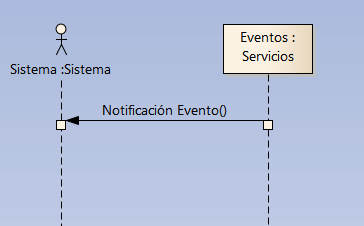 Eventos :
Servicios
Sistema :Sistema
Notificación Evento()